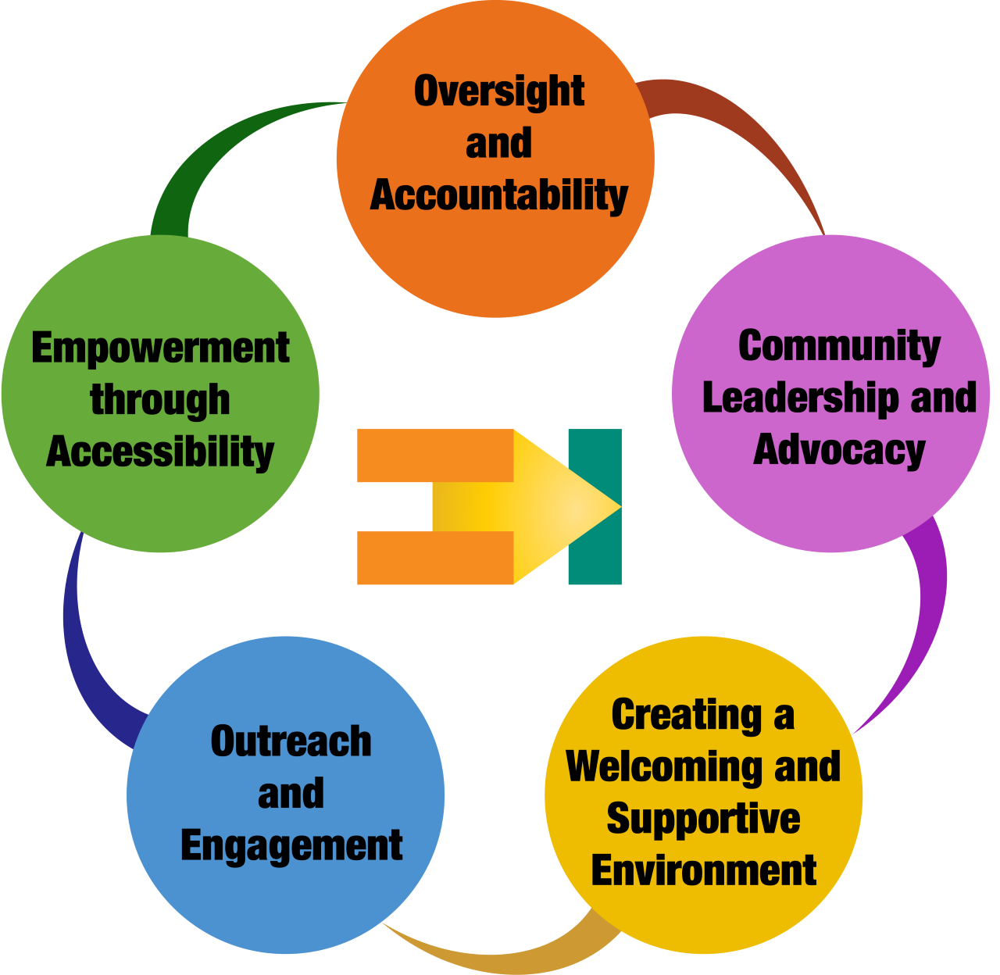 Oversight
and
Accountability
Community
Leadership and
Advocacy
Creating a
Welcoming and
Supportive
Environment
Outreach
and
Engagement
Empowerment
through
Accessibility